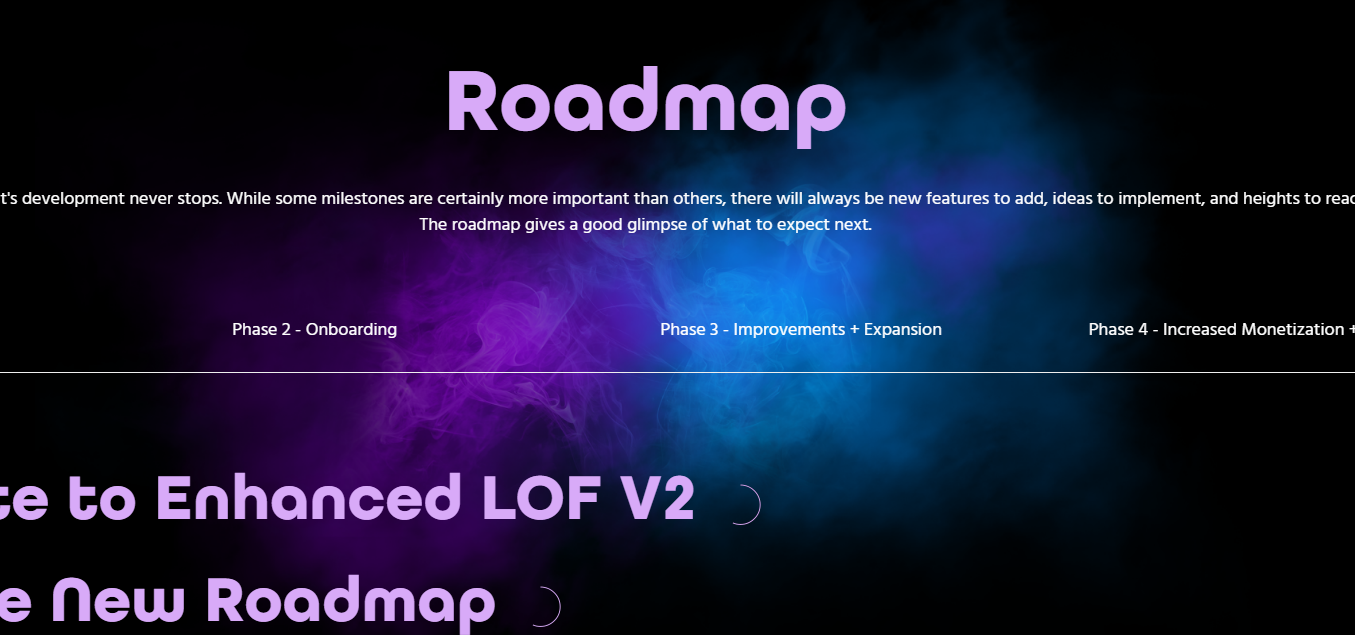 Roadmap
t's development never stops. While some milestones are certainly more important than others, there will always be new features to add, ideas to implement, and heights to reac
The roadmap gives a good glimpse of what to expect next.
Phase 2 - Onboarding Phase 3 - Improvements + Expansion Phase 4 - Increased Monetization +
te to Enhanced LOF V2
e New Roadmap